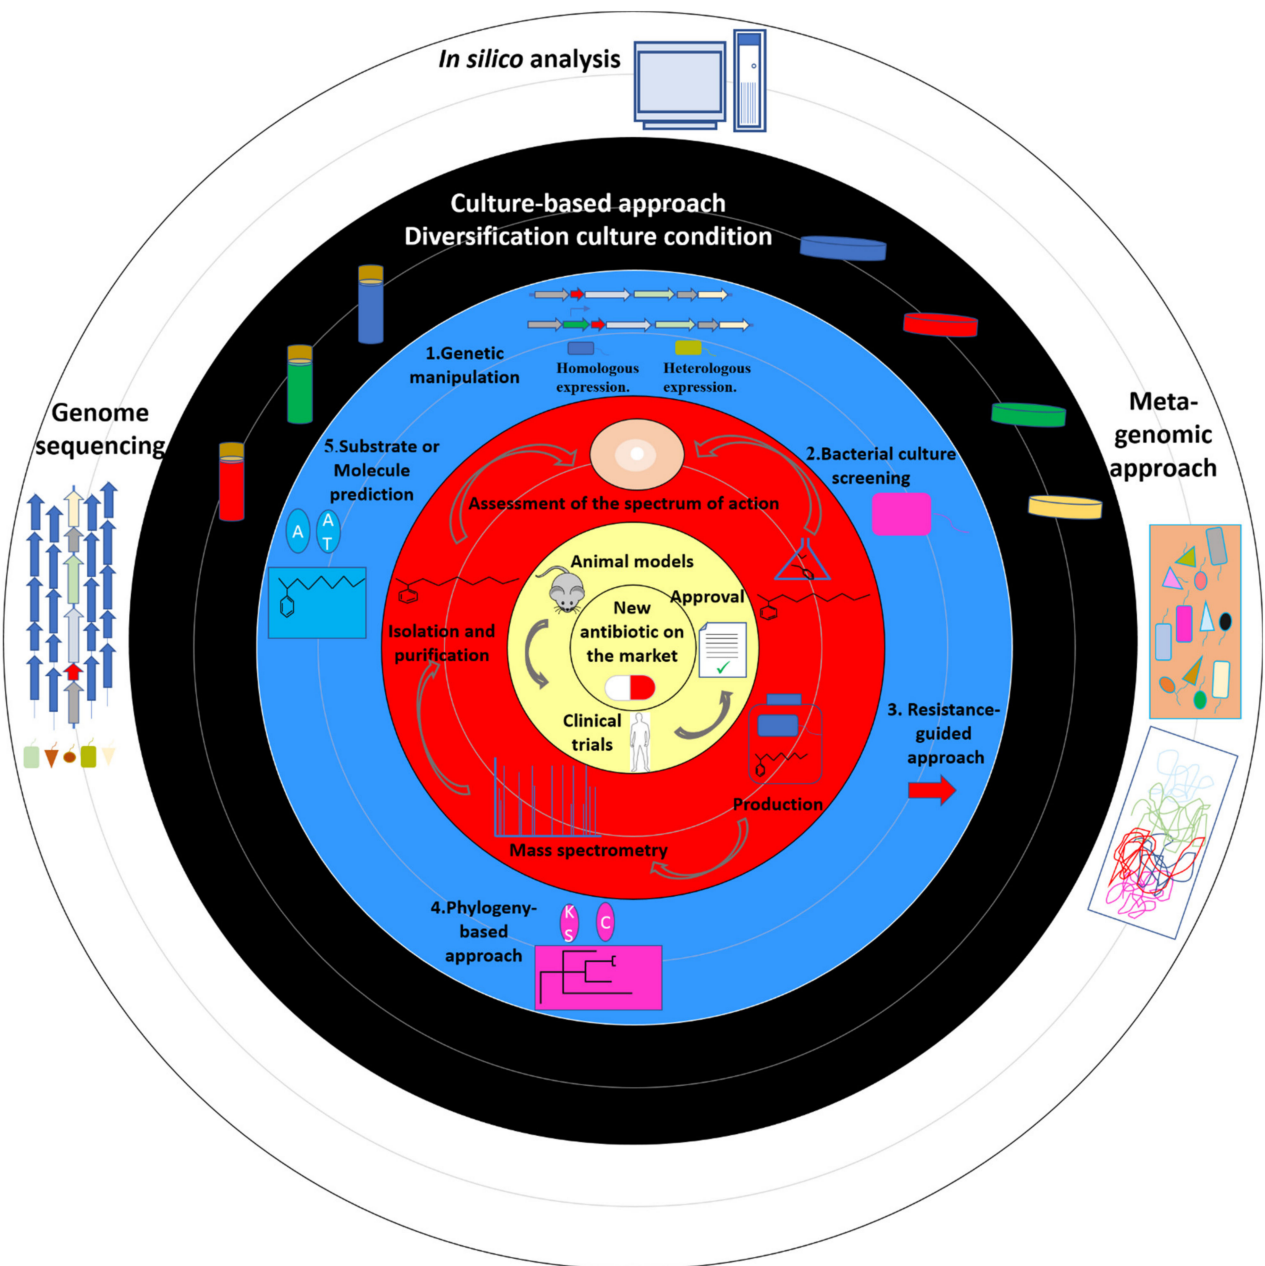 In silico analysis
Culture-based approach
Diversification culture condition
Genome
sequencing
Meta-
genomic
approach
1.Genetic
manipulation
Homologous
expression.
Heterologous
expression.
5.Substrate or
Molecule
prediction
A
A
T
2.Bacterial culture
screening
3. Resistance-
guided
approach
4.Phylogeny-
based
approach
K
S
C
Assessment of the spectrum of action
Isolation and
purification
Production
Mass spectrometry
Animal models
Approval
Clinical
trials
New
antibiotic on
the market